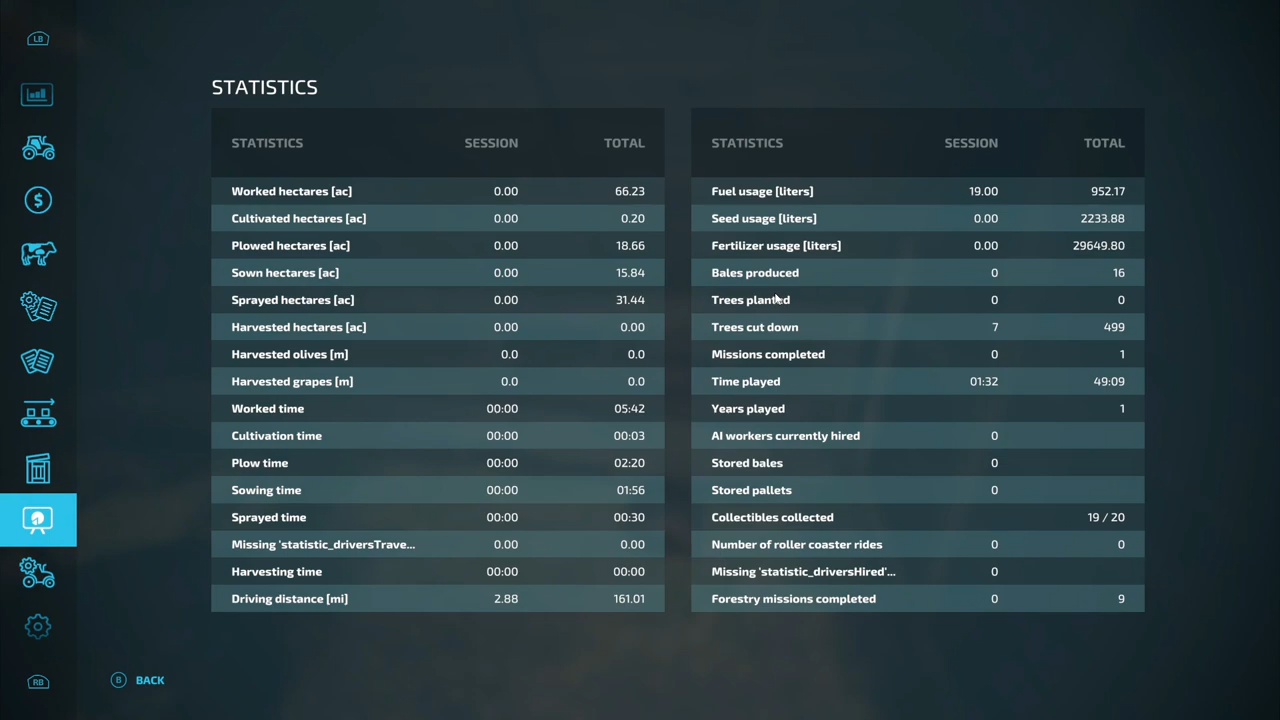 LB
STATISTICS
STATISTICS SESSION TOTAL
Worked hectares [ac] 0.00 66.23
Cultivated hectares [ac] 0.00 0.20
Plowed hectares [ac] 0.00 18.66
Sown hectares [ac] 0.00 15.84
Sprayed hectares [ac] 0.00 31.44
Harvested hectares [ac] 0.00 0.00
Harvested olives [m] 0.0 0.0
Harvested grapes [m] 0.0 0.0
Worked time 00:00 05:42
Cultivation time 00:00 00:03
Plow time 00:00 02:20
Sowing time 00:00 01:56
Sprayed time 00:00 00:30
Missing 'statistic_driversTrave... 0.00 0.00
Harvesting time 00:00 00:00
Driving distance [mi] 2.88 161.01
STATISTICS SESSION TOTAL
Fuel usage [liters] 19.00 952.17
Seed usage [liters] 0.00 2233.88
Fertilizer usage [liters] 0.00 29649.80
Bales produced 0 16
Trees planted 0 0
Trees cut down 7 499
Missions completed 0 1
Time played 01:32 49:09
Years played 1
AI workers currently hired 0
Stored bales 0
Stored pallets 0
Collectibles collected 19 / 20
Number of roller coaster rides 0 0
Missing 'statistic_driversHired'... 0
Forestry missions completed 0 9
RB
B BACK